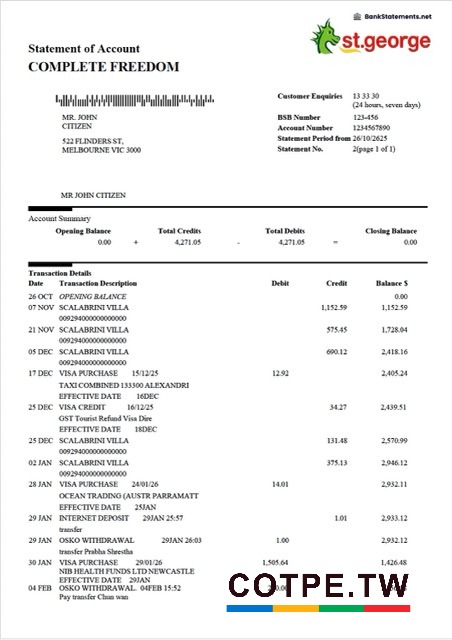 BankStatements.net
st.george
Statement of Account
COMPLETE FREEDOM
Customer Enquiries 13 33 30
(24 hours, seven days)
MR. JOHN
CITIZEN
BSB Number 123-456
Account Number 1234567890
522 FLINDERS ST,
MELBOURNE VIC 3000
Statement Period from 26/10/2625
Statement No. 2(page 1 of 1)
MR JOHN CITIZEN
Account Summary
Opening Balance Total Credits Total Debits Closing Balance
0.00 + 4,271.05 - 4,271.05 = 0.00
Transaction Details
Date Transaction Description Debit Credit Balance $
26 OCT OPENING BALANCE 0.00
07 NOV SCALABRINI VILLA 1,152.59 1,152.59
009294000000000000
21 NOV SCALABRINI VILLA 575.45 1,728.04
009294000000000000
05 DEC SCALABRINI VILLA 690.12 2,418.16
009294000000000000
17 DEC VISA PURCHASE 15/12/25 12.92 2,405.24
TAXI COMBINED 133300 ALEXANDRI
EFFECTIVE DATE 16DEC
25 DEC VISA CREDIT 16/12/25 34.27 2,439.51
GST Tourist Refund Visa Dire
EFFECTIVE DATE 18DEC
25 DEC SCALABRINI VILLA 131.48 2,570.99
009294000000000000
02 JAN SCALABRINI VILLA 375.13 2,946.12
009294000000000000
28 JAN VISA PURCHASE 24/01/26 14.01 2,932.11
OCEAN TRADING (AUSTR PARRAMATT
EFFECTIVE DATE 25JAN
29 JAN INTERNET DEPOSIT 29JAN 25:57 1.01 2,933.12
transfer
29 JAN OSKO WITHDRAWAL 29JAN 26:03 1.00 2,932.12
transfer Prabha Shrestha
30 JAN VISA PURCHASE 29/01/26 1,505.64 1,426.48
NIB HEALTH FUNDS LTD NEWCASTLE
EFFECTIVE DATE 29JAN
04 FEB OSKO WITHDRAWAL. 04FEB 15:52
Pay transfer Chun wan
COTPE.TW